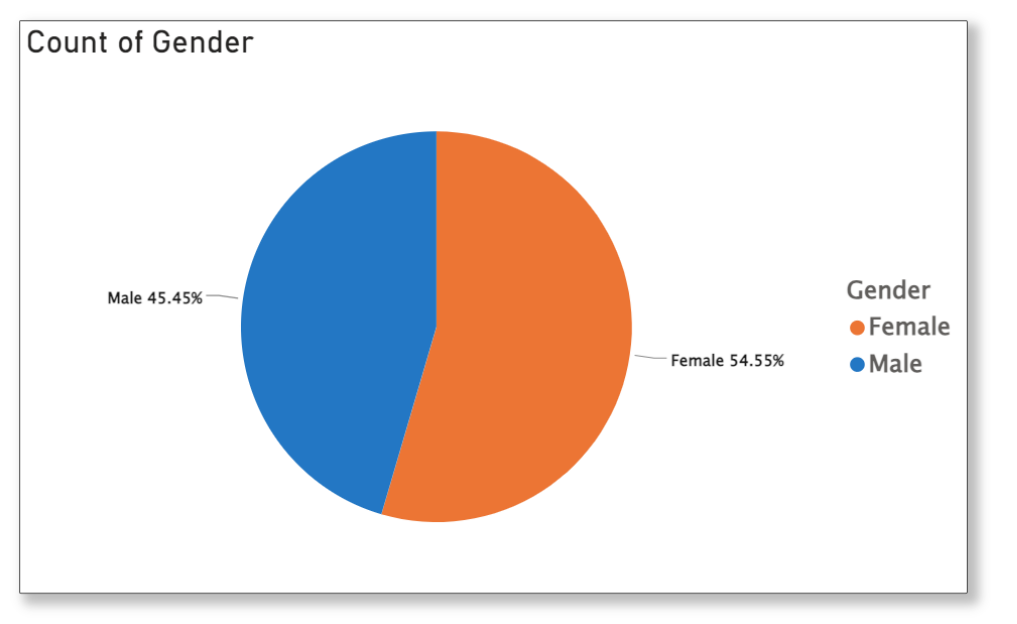 Count of Gender
Male 45.45%
Female 54.55%
Gender
Female
Male